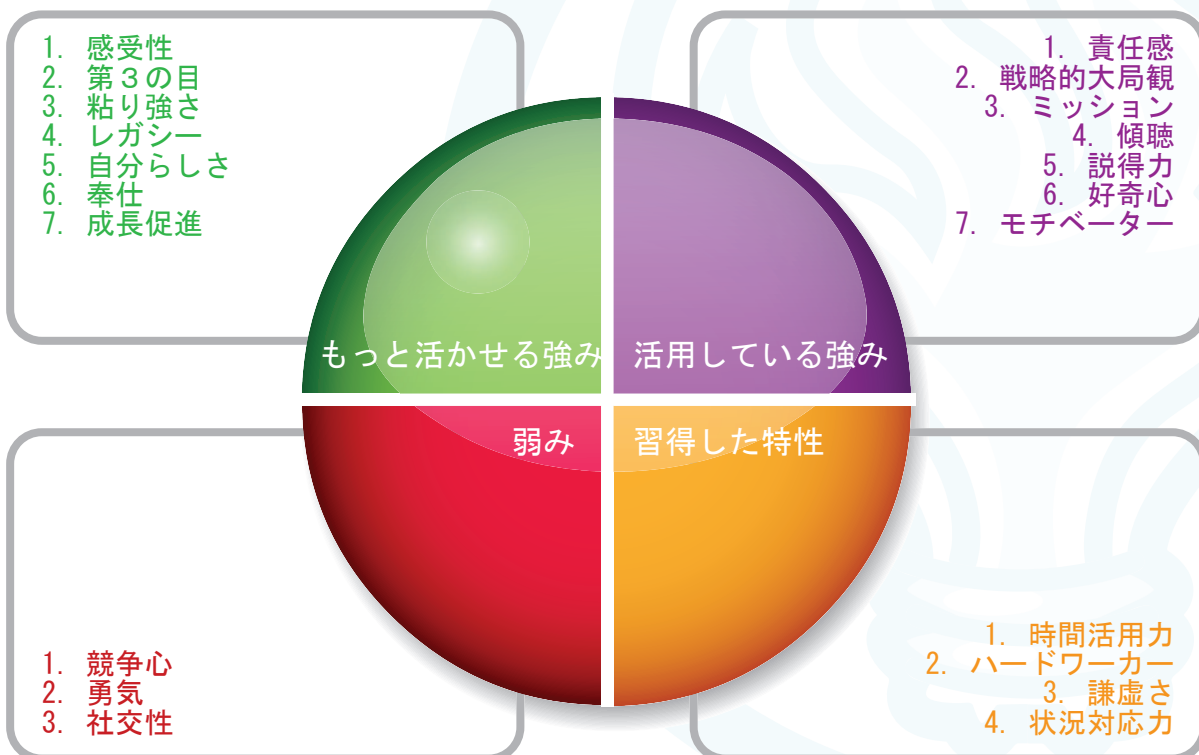 1. 感受性
2. 第３の目
3. 粘り強さ
4. レガシー
5. 自分らしさ
6. 奉仕
7. 成長促進
1. 責任感
2. 戦略的大局観
3. ミッション
4. 傾聴
5. 説得力
6. 好奇心
7. モチベーター
もっと活かせる強み
活用している強み
弱み
習得した特性
1. 競争心
2. 勇気
3. 社交性
1. 時間活用力
2. ハードワーカー
3. 謙虚さ
4. 状況対応力